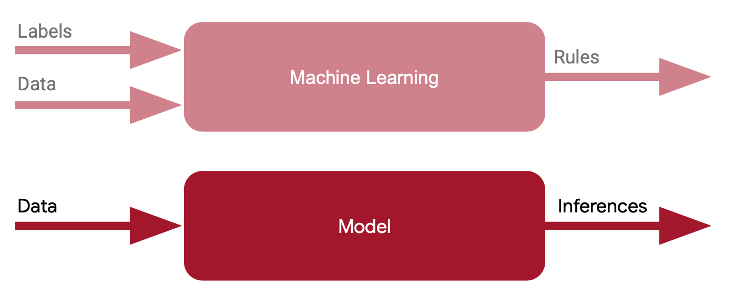 Labels
Data
Machine Learning
Rules
Data
Model
Inferences